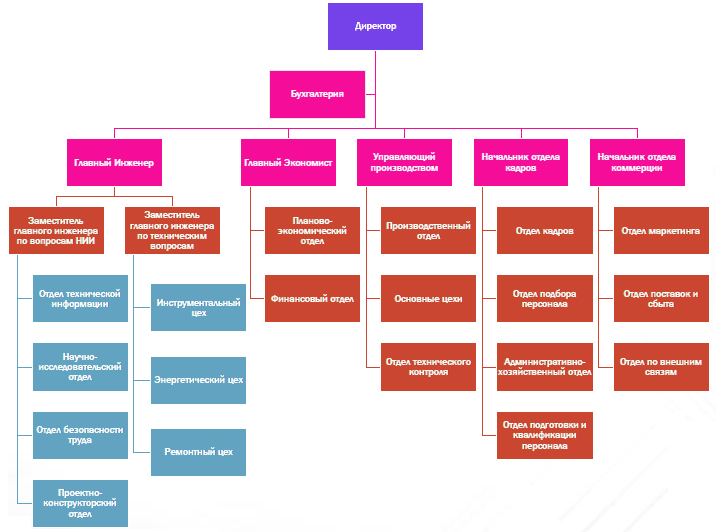 Директор
Бухгалтерия
Главный Инженер
Главный Экономист
Управляющий
производством
Начальник отдела
кадров
Начальник отдела
коммерции
Заместитель
главного инженера
по вопросам НИИ
Заместитель
главного инженера
по техническим
вопросам
Планово-
экономический
отдел
Производственный
отдел
Отдел кадров
Отдел маркетинга
Отдел технической
информации
Инструментальный
цех
Финансовый отдел
Основные цехи
Отдел подбора
персонала
Отдел поставок и
сбыта
Научно-
исследовательский
отдел
Энергетический цех
Отдел технического
контроля
Административно-
хозяйственный отдел
Отдел по внешним
связям
Отдел безопасности
труда
Ремонтный цех
Отдел подготовки и
квалификации
персонала
Проектно-
конструкторский
отдел